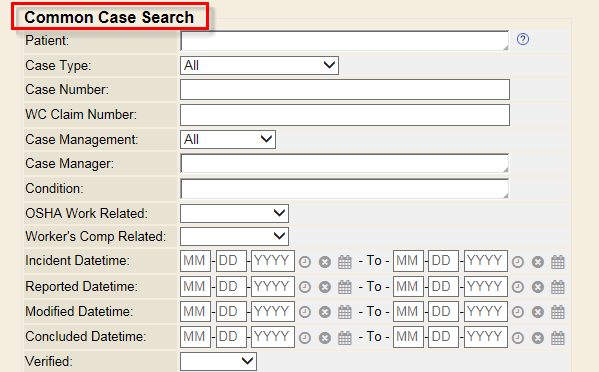 Common Case Search
Patient:
Case Type: All
Case Number:
WC Claim Number:
Case Management: All
Case Manager:
Condition:
OSHA Work Related:
Worker's Comp Related:
Incident Datetime: MM - DD - YYYY - To - MM - DD - YYYY
Reported Datetime: MM - DD - YYYY - To - MM - DD - YYYY
Modified Datetime: MM - DD - YYYY - To - MM - DD - YYYY
Concluded Datetime: MM - DD - YYYY - To - MM - DD - YYYY
Verified: